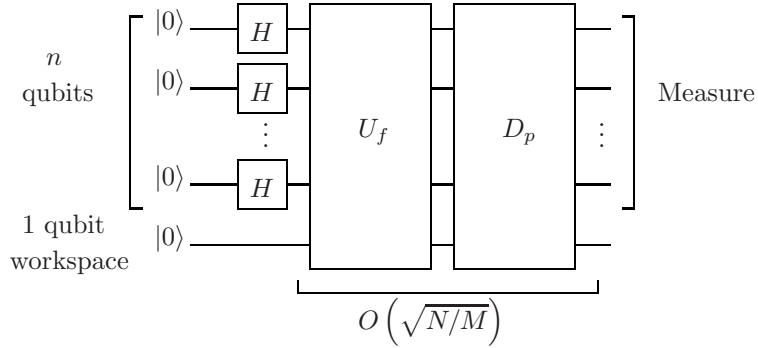 |0⟩ H
n
qubits
|0⟩ H
⋮
U_f
D_p
⋮
Measure
|0⟩ H
1 qubit
workspace
|0⟩
O(√N/M)